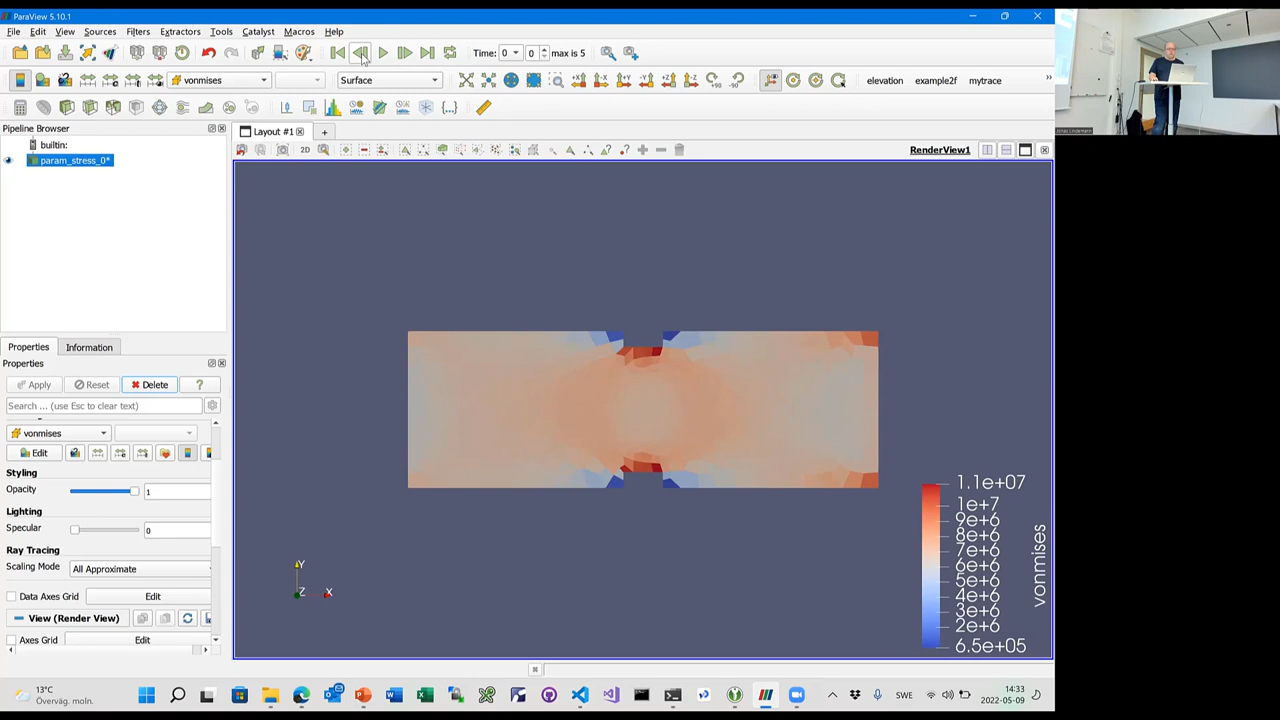 ParaView 5.10.1
File Edit View Sources Filters Extractors Tools Catalyst Macros Help
Time: 0 0 max is 5
vonmises Surface elevation example2f mytrace
Pipeline Browser
builtin:
param_stress_0*
Layout #1
2D
RenderView1
Properties Information
Properties
Apply Reset Delete ?
Search ... (use Esc to clear text)
vonmises
Edit
Styling
Opacity 1
Lighting
Specular 0
Ray Tracing
Scaling Mode All Approximate
Data Axes Grid Edit
View (Render View)
Axes Grid Edit
Y
Z X
1.1e+07
1e+7
9e+6
8e+6
7e+6
6e+6
5e+6
4e+6
3e+6
2e+6
6.5e+05
vonmises
Jonas Lindemann
13°C
Överväg. moln.
SWE
14:33
2022-05-09